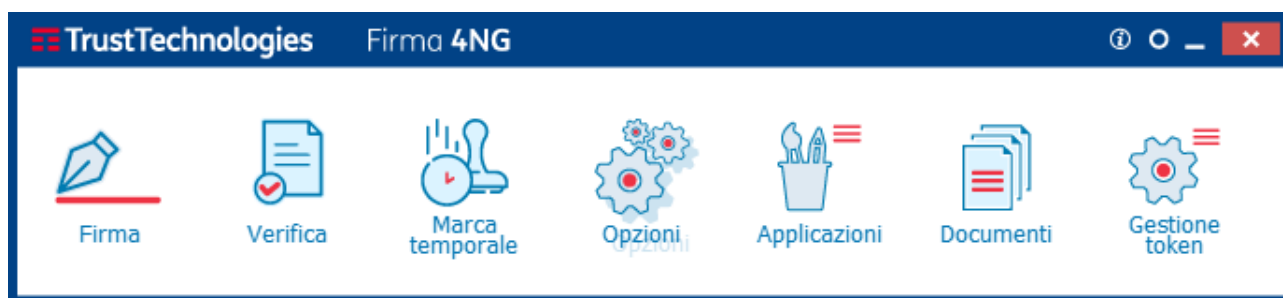 TrustTechnologies Firma 4NG
Firma
Verifica
Marca
temporale
Opzioni
Applicazioni
Documenti
Gestione
token